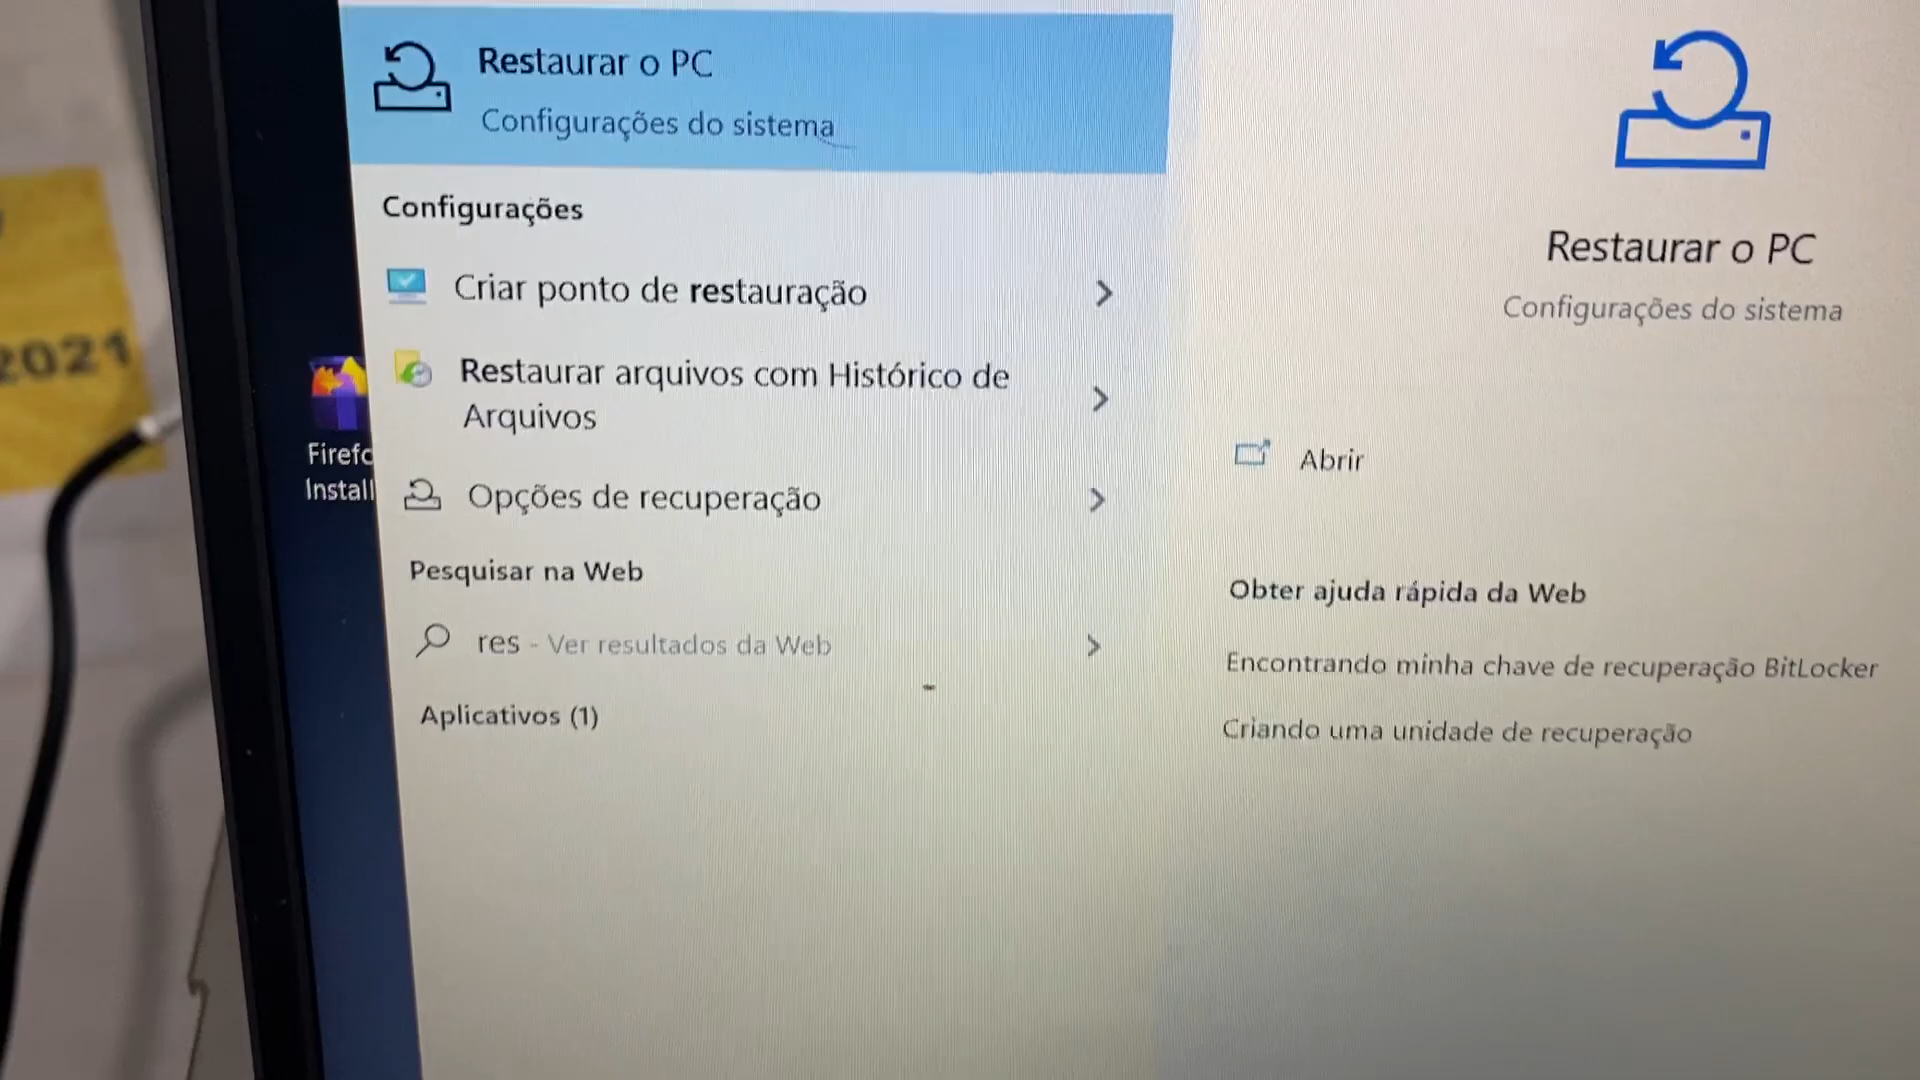 Restaurar o PC
Configurações do sistema
Configurações
Criar ponto de restauração
Restaurar arquivos com Histórico de
Arquivos
Opções de recuperação
Pesquisar na Web
res - Ver resultados da Web
Aplicativos (1)
Restaurar o PC
Configurações do sistema
Abrir
Obter ajuda rápida da Web
Encontrando minha chave de recuperação BitLocker
Criando uma unidade de recuperação
2021
Firefo
Install